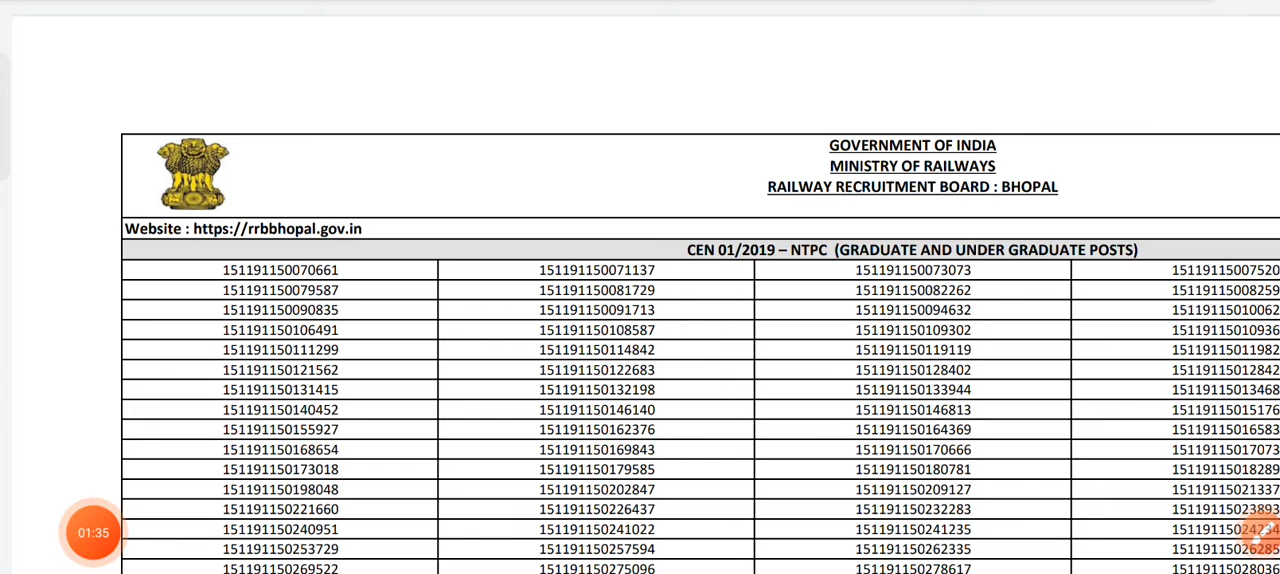 GOVERNMENT OF INDIA
MINISTRY OF RAILWAYS
RAILWAY RECRUITMENT BOARD : BHOPAL
Website : https://rrbbhopal.gov.in
CEN 01/2019 – NTPC (GRADUATE AND UNDER GRADUATE POSTS)
151191150070661 151191150071137 151191150073073 15119115007520
151191150079587 151191150081729 151191150082262 15119115008259
151191150090835 151191150091713 151191150094632 15119115010062
151191150106491 151191150108587 151191150109302 15119115010936
151191150111299 151191150114842 151191150119119 15119115011982
151191150121562 151191150122683 151191150128402 15119115012842
151191150131415 151191150132198 151191150133944 15119115013468
151191150140452 151191150146140 151191150146813 15119115015176
151191150155927 151191150162376 151191150164369 15119115016583
151191150168654 151191150169843 151191150170666 15119115017073
151191150173018 151191150179585 151191150180781 15119115018289
151191150198048 151191150202847 151191150209127 15119115021337
151191150221660 151191150226437 151191150232283 15119115023893
151191150240951 151191150241022 151191150241235
151191150253729 151191150257594 151191150262335 15119115026285
151191150269522 151191150275096 151191150278617 15119115028036
01:35